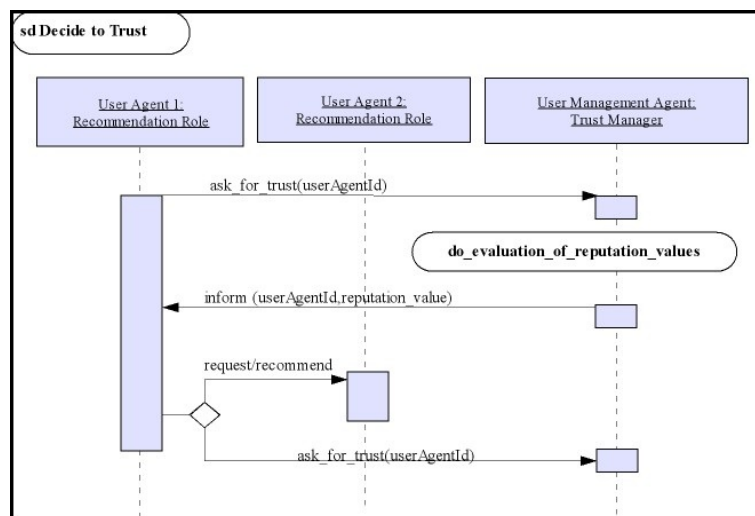 sd Decide to Trust
User Agent 1:
Recommendation Role
User Agent 2:
Recommendation Role
User Management Agent:
Trust Manager
ask_for_trust(userAgentId)
do_evaluation_of_reputation_values
inform (userAgentId,reputation_value)
request/recommend
ask_for_trust(userAgentId)